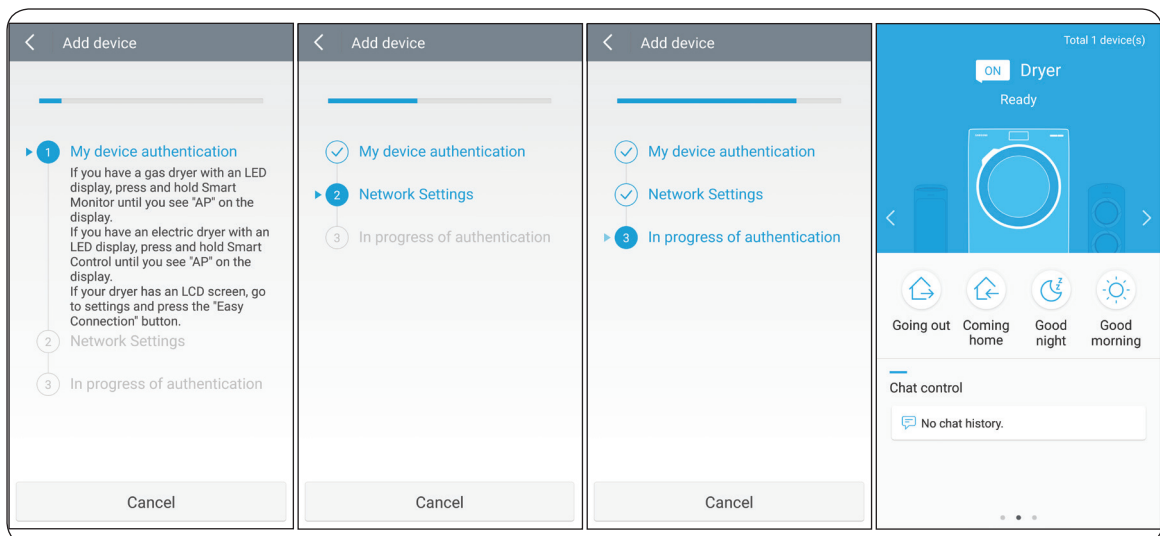 Add device
1 My device authentication
If you have a gas dryer with an LED
display, press and hold Smart
Monitor until you see "AP" on the
display.
If you have an electric dryer with an
LED display, press and hold Smart
Control until you see "AP" on the
display.
If your dryer has an LCD screen, go
to settings and press the "Easy
Connection" button.
2 Network Settings
3 In progress of authentication
Cancel
Add device
My device authentication
2 Network Settings
3 In progress of authentication
Cancel
Add device
My device authentication
Network Settings
3 In progress of authentication
Cancel
Total 1 device(s)
ON Dryer
Ready
Going out
Coming
home
Good
night
Good
morning
Chat control
No chat history.